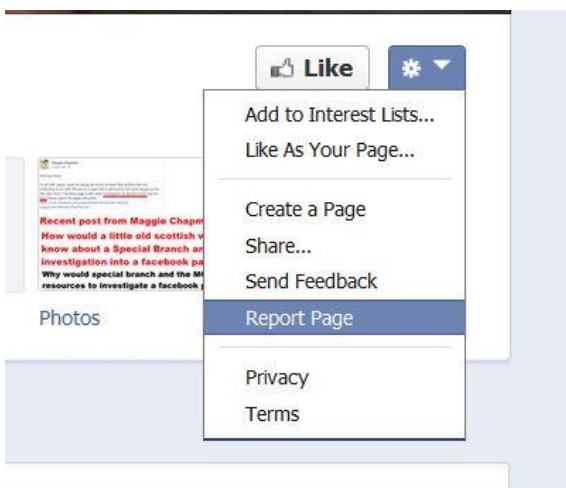 Like
Add to Interest Lists...
Like As Your Page...
Create a Page
Share...
Send Feedback
Report Page
Privacy
Terms
Recent post from Maggie Chapm
How would a little old scottish
know about a Special Branch
investigation into a facebook pa
Why would special branch and the
resources to investigate a facebook
Photos